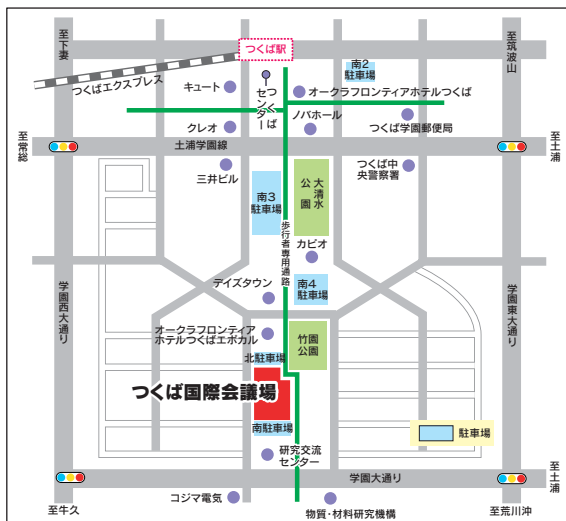 至下妻
つくば駅
南2
駐車場
至筑波山
つくばエクスプレス
キュート
つくば
センター
オークラフロンティアホテルつくば
クレオ
ノバホール
つくば学園郵便局
至常総
土浦学園線
至土浦
三井ビル
大清水
公園
つくば中
央警察署
南3
駐車場
歩行者専用通路
カピオ
学園西大通り
デイズタウン
南4
駐車場
学園東大通り
オークラフロンティア
ホテルつくばエポカル
竹園
公園
北駐車場
つくば国際会議場
南駐車場
駐車場
研究交流
センター
学園大通り
至土浦
コジマ電気
至牛久
物質・材料研究機構
至荒川沖